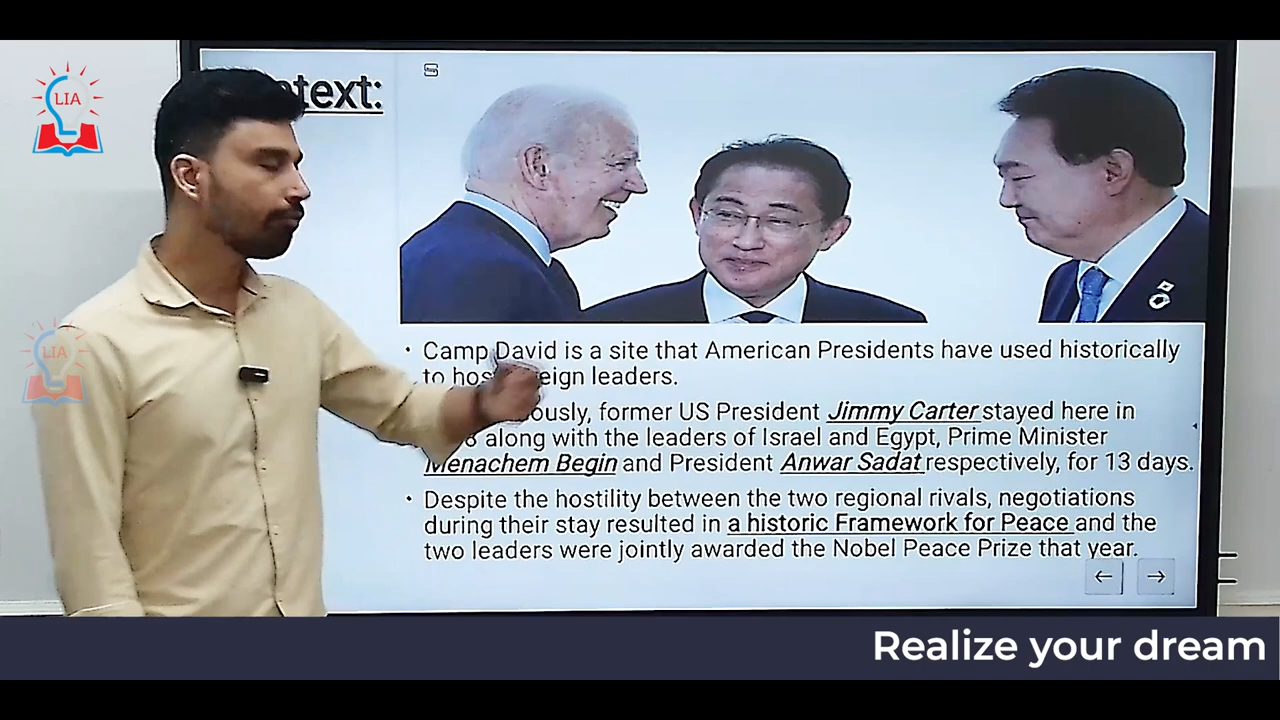 LIA
text:
Camp David is a site that American Presidents have used historically
to hos eign leaders.
ously, former US President Jimmy Carter stayed here in
8 along with the leaders of Israel and Egypt, Prime Minister
Menachem Begin and President Anwar Sadat respectively, for 13 days.
Despite the hostility between the two regional rivals, negotiations
during their stay resulted in a historic Framework for Peace and the
two leaders were jointly awarded the Nobel Peace Prize that year.
LIA
Realize your dream